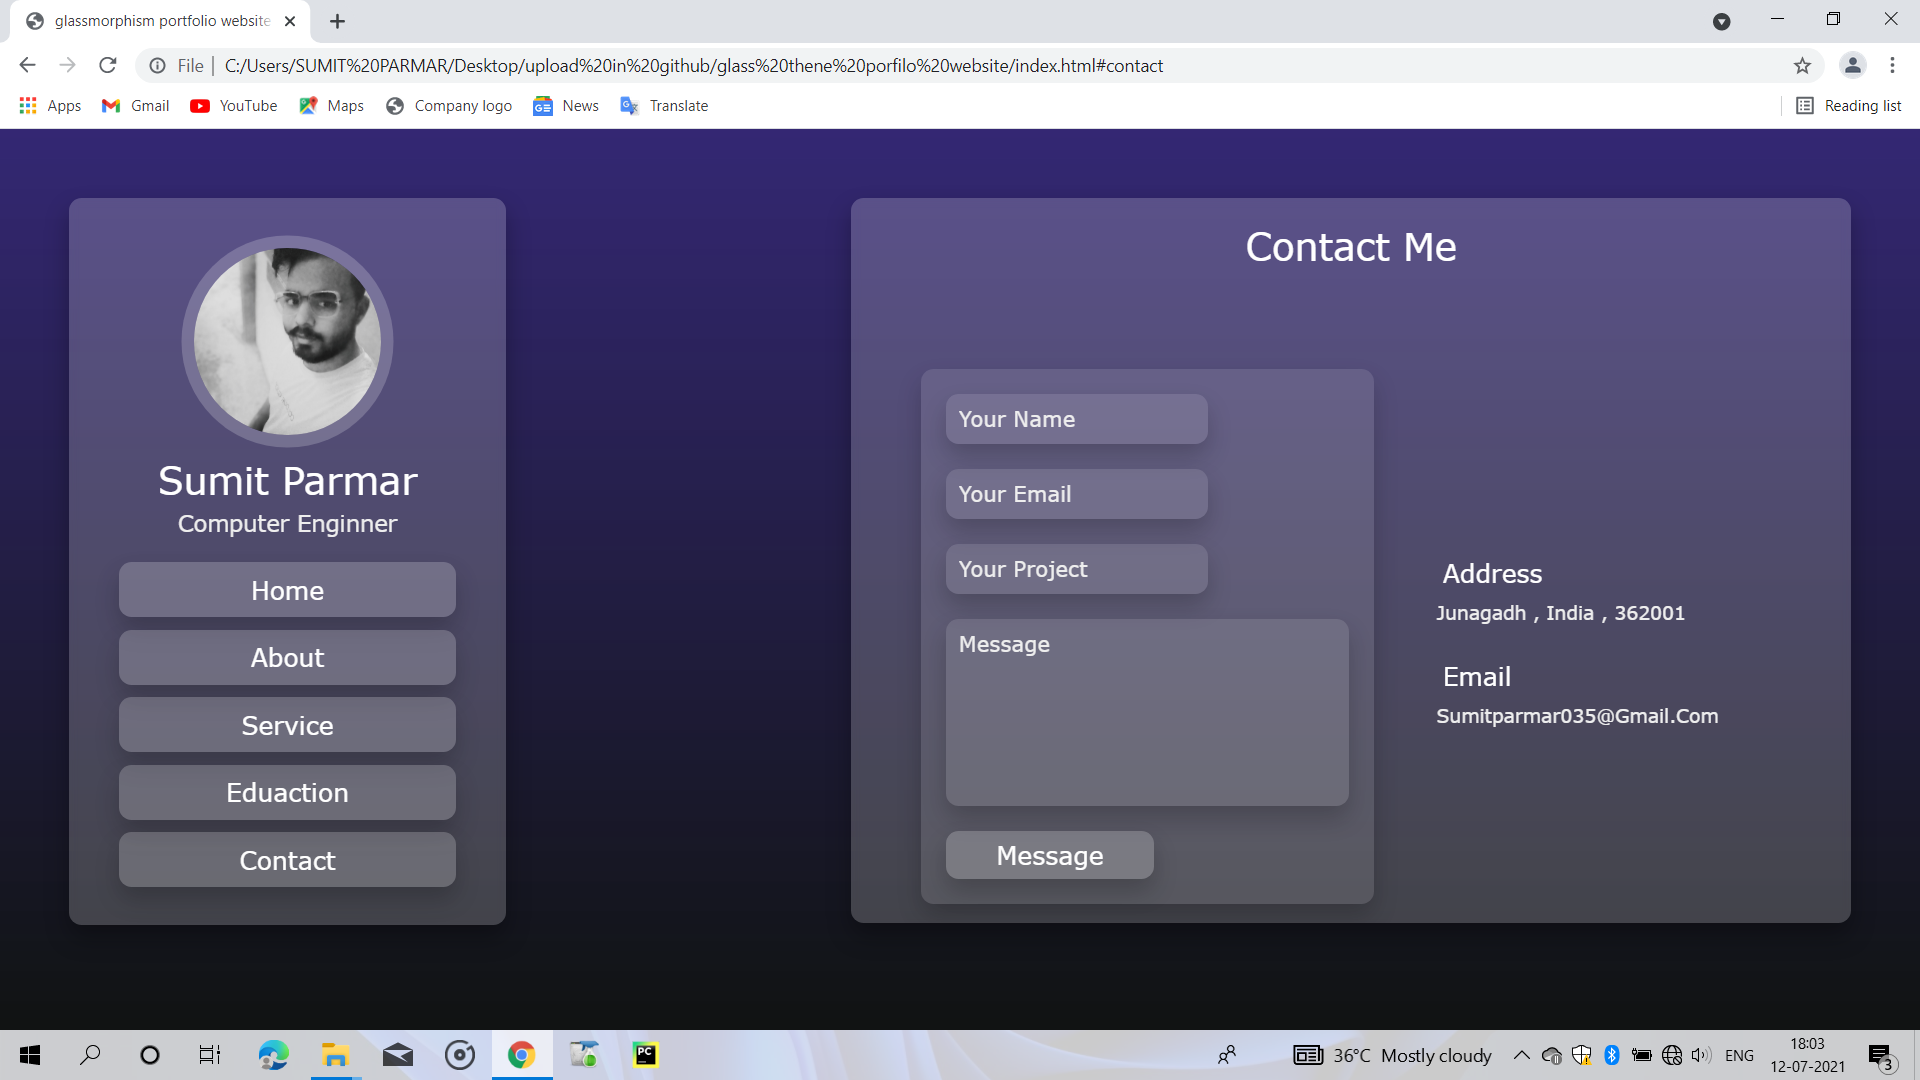 glassmorphism portfolio website
File
C:/Users/SUMIT%20PARMAR/Desktop/upload%20in%20github/glass%20thene%20porfilo%20website/index.html#contact
Apps
Gmail
YouTube
Maps
Company logo
News
Translate
Reading list
Sumit Parmar
Computer Enginner
Home
About
Service
Eduaction
Contact
Contact Me
Your Name
Your Email
Your Project
Message
Message
Address
Junagadh , India , 362001
Email
Sumitparmar035@Gmail.Com
PC
36°C Mostly cloudy
ENG
18:03
12-07-2021
3